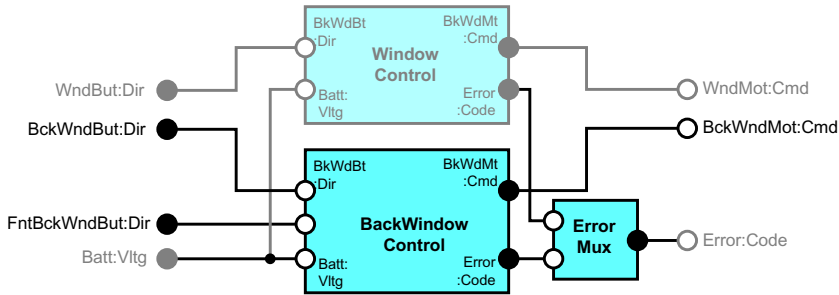 BkWdBt
:Dir
BkWdMt
:Cmd
Window
Control
Batt:
Vltg
Error
:Code
WndBut:Dir
WndMot:Cmd
BckWndBut:Dir
BckWndMot:Cmd
BkWdBt
:Dir
BkWdMt
:Cmd
FntBckWndBut:Dir
BackWindow
Control
Error
Mux
Batt:Vltg
Batt:
Vltg
Error
:Code
Error:Code